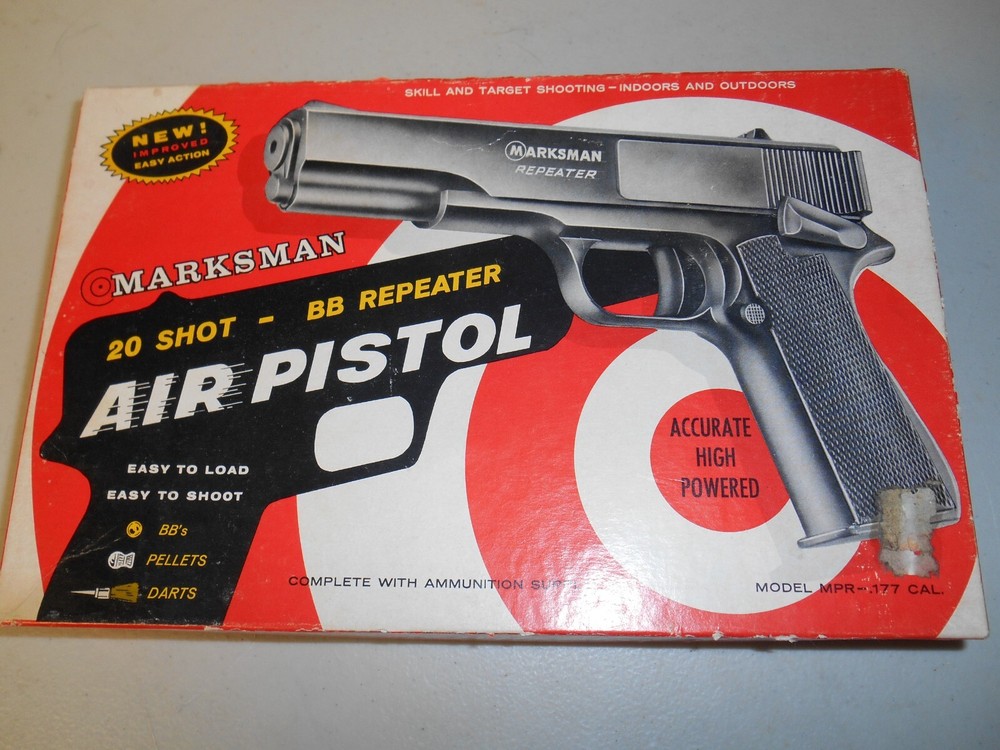 SKILL AND TARGET SHOOTING – INDOORS AND OUTDOORS
NEW!
IMPROVED
EASY ACTION
MARKSMAN
REPEATER
MARKSMAN
20 SHOT – BB REPEATER
AIR PISTOL
EASY TO LOAD
EASY TO SHOOT
BB's
PELLETS
DARTS
ACCURATE
HIGH
POWERED
COMPLETE WITH AMMUNITION
MODEL MPR–.177 CAL.